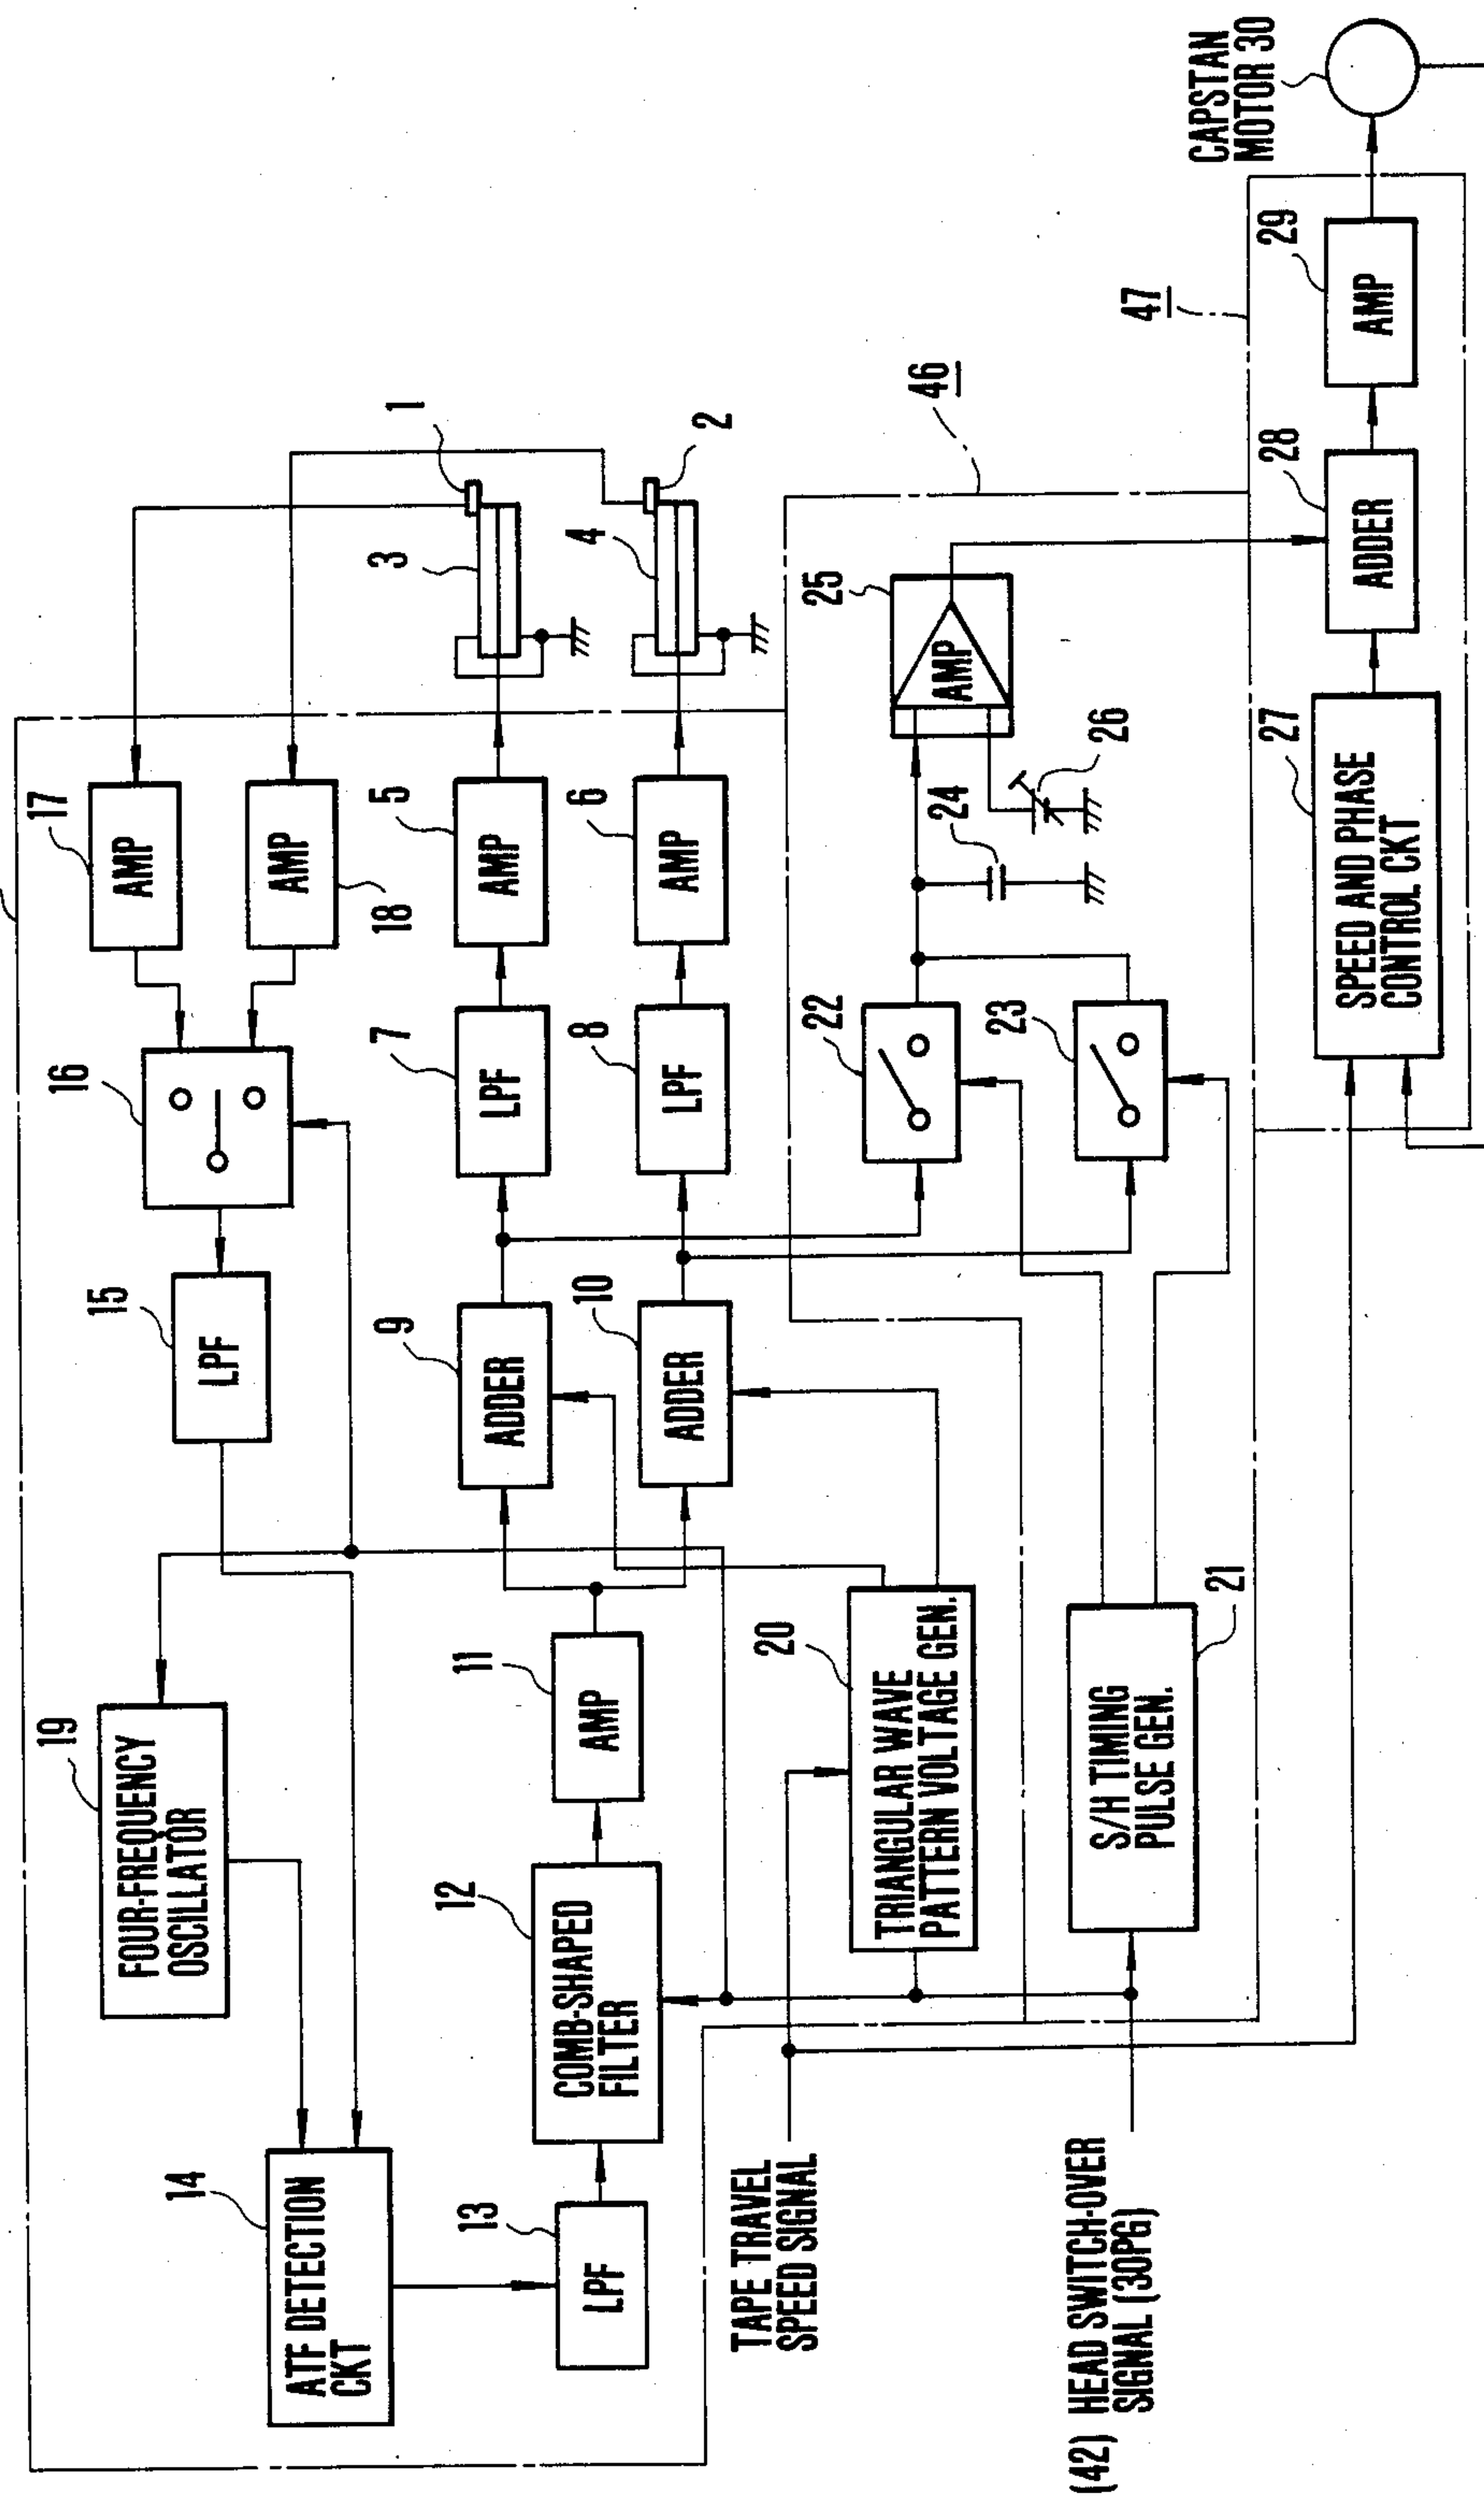 19
FOUR-FREQUENCY
OSCILLATOR
15
LPF
16
17
AMP
AMP
18
14
ATF DETECTION
CKT
13
LPF
12
COMB-SHAPED
FILTER
11
AMP
9
ADDER
7
LPF
5
AMP
3
1
10
ADDER
8
LPF
6
AMP
4
2
TAPE TRAVEL
SPEED SIGNAL
20
TRIANGULAR WAVE
PATTERN VOLTAGE GEN.
22
25
AMP
24
26
46
(42) HEAD SWITCH-OVER
SIGNAL (30PG)
S/H TIMING
PULSE GEN.
21
23
47
27
SPEED AND PHASE
CONTROL CKT
28
ADDER
29
AMP
CAPSTAN
MOTOR 30